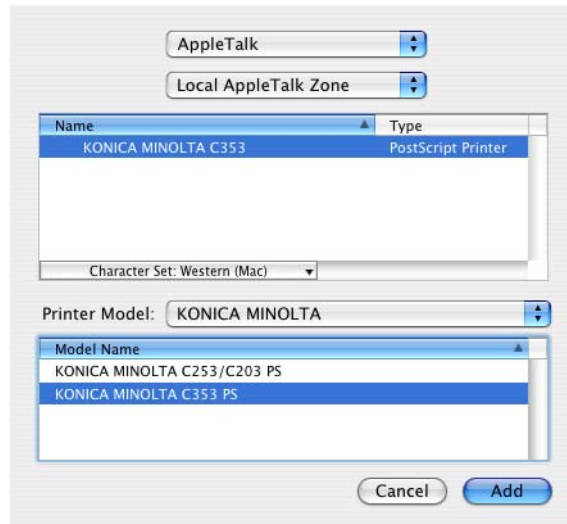 AppleTalk
Local AppleTalk Zone
Name Type
KONICA MINOLTA C353 PostScript Printer
Character Set: Western (Mac)
Printer Model: KONICA MINOLTA
Model Name
KONICA MINOLTA C253/C203 PS
KONICA MINOLTA C353 PS
Cancel Add